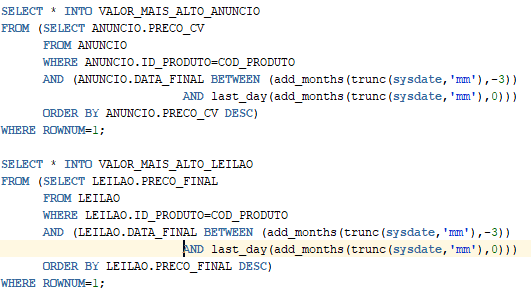 SELECT * INTO VALOR_MAIS_ALTO_ANUNCIO
FROM (SELECT ANUNCIO.PRECO_CV
FROM ANUNCIO
WHERE ANUNCIO.ID_PRODUTO=COD_PRODUTO
AND (ANUNCIO.DATA_FINAL BETWEEN (add_months(trunc(sysdate,'mm'),-3))
AND last_day(add_months(trunc(sysdate,'mm'),0)))
ORDER BY ANUNCIO.PRECO_CV DESC)
WHERE ROWNUM=1;
SELECT * INTO VALOR_MAIS_ALTO_LEILAO
FROM (SELECT LEILAO.PRECO_FINAL
FROM LEILAO
WHERE LEILAO.ID_PRODUTO=COD_PRODUTO
AND (LEILAO.DATA_FINAL BETWEEN (add_months(trunc(sysdate,'mm'),-3))
AND last_day(add_months(trunc(sysdate,'mm'),0)))
ORDER BY LEILAO.PRECO_FINAL DESC)
WHERE ROWNUM=1;